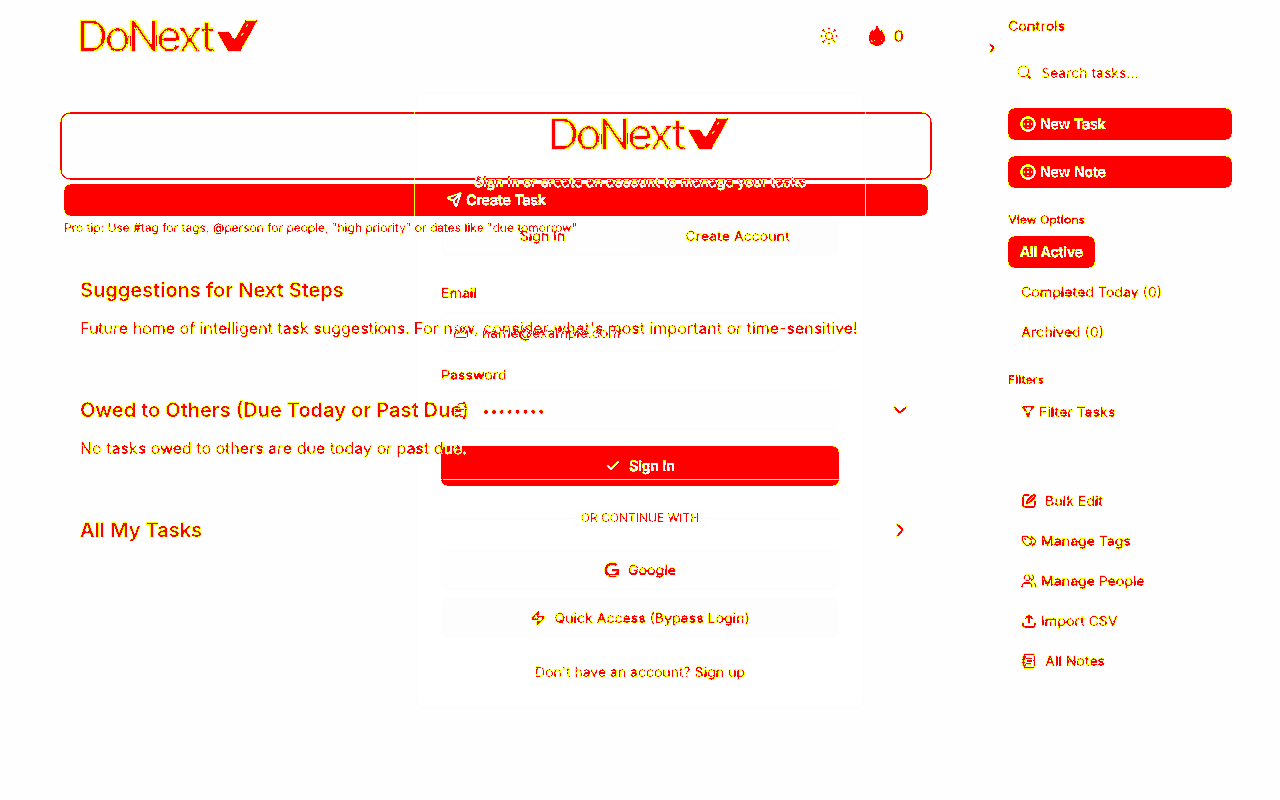 DoNext
0
DoNext
Sign in or create an account to manage your tasks
Create Task
Pro tip: Use #tag for tags, @person for people, "high priority" or dates like "due tomorrow"
Sign In
Create Account
Suggestions for Next Steps
Email
Future home of intelligent task suggestions. For now, consider what's most important or time-sensitive!
name@example.com
Password
Owed to Others (Due Today or Past Due)
••••••••
No tasks owed to others are due today or past due.
Sign In
OR CONTINUE WITH
All My Tasks
Google
Quick Access (Bypass Login)
Don't have an account? Sign up
Controls
Search tasks...
New Task
New Note
View Options
All Active
Completed Today (0)
Archived (0)
Filters
Filter Tasks
Bulk Edit
Manage Tags
Manage People
Import CSV
All Notes